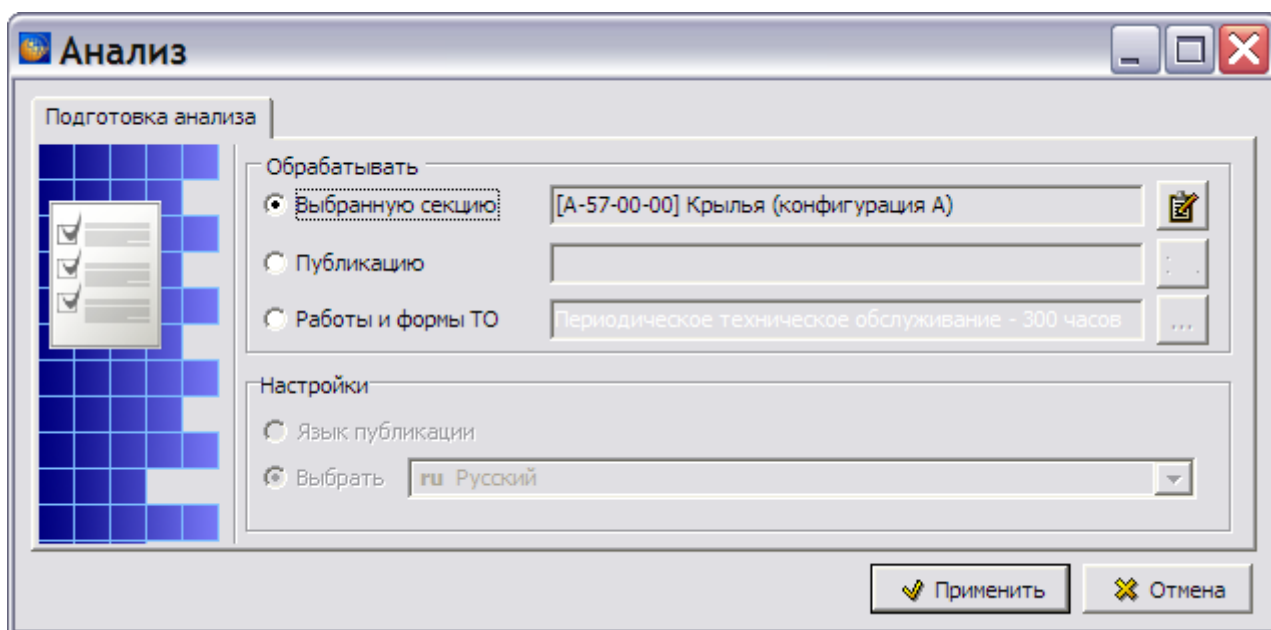 Анализ
Подготовка анализа
Обрабатывать
Выбранную секцию [A-57-00-00] Крылья (конфигурация А)
Публикацию
Работы и формы ТО Периодическое техническое обслуживание - 300 часов ...
Настройки
Язык публикации
Выбрать ru Русский
Применить Отмена